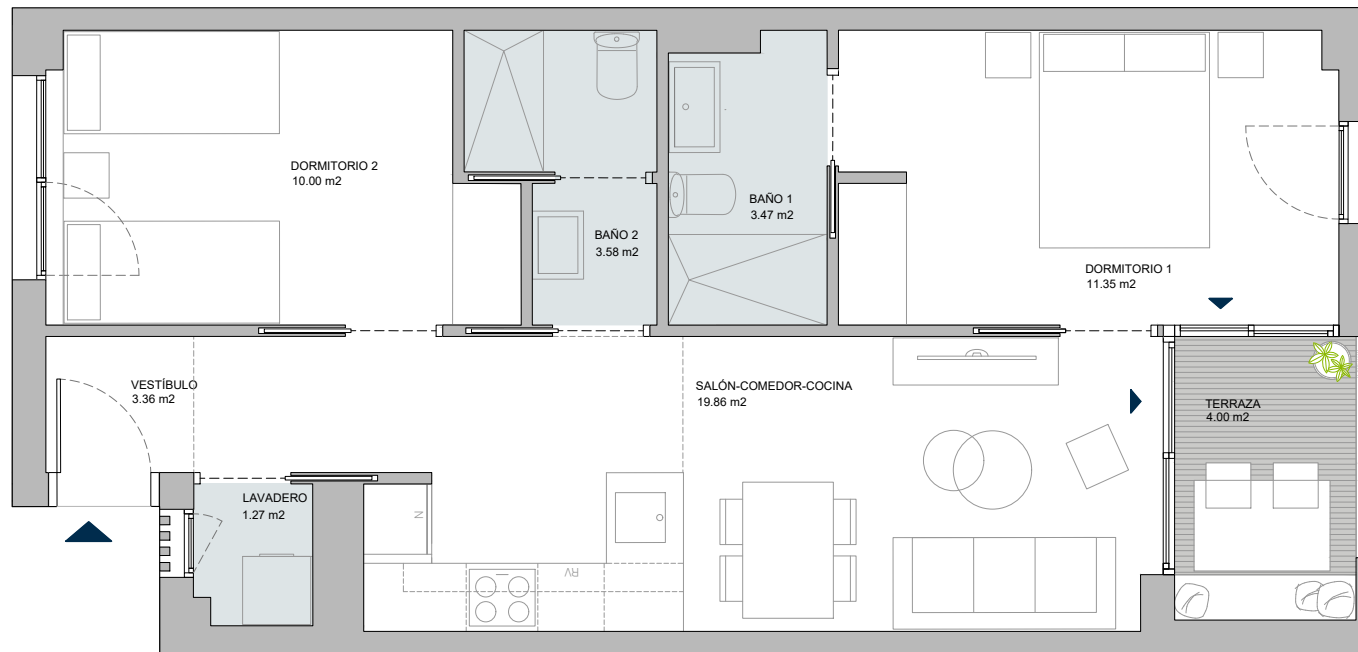 DORMITORIO 2
10.00 m2
BAÑO 2
3.58 m2
BAÑO 1
3.47 m2
DORMITORIO 1
11.35 m2
VESTÍBULO
3.36 m2
SALÓN-COMEDOR-COCINA
19.86 m2
TERRAZA
4.00 m2
LAVADERO
1.27 m2
N
RV